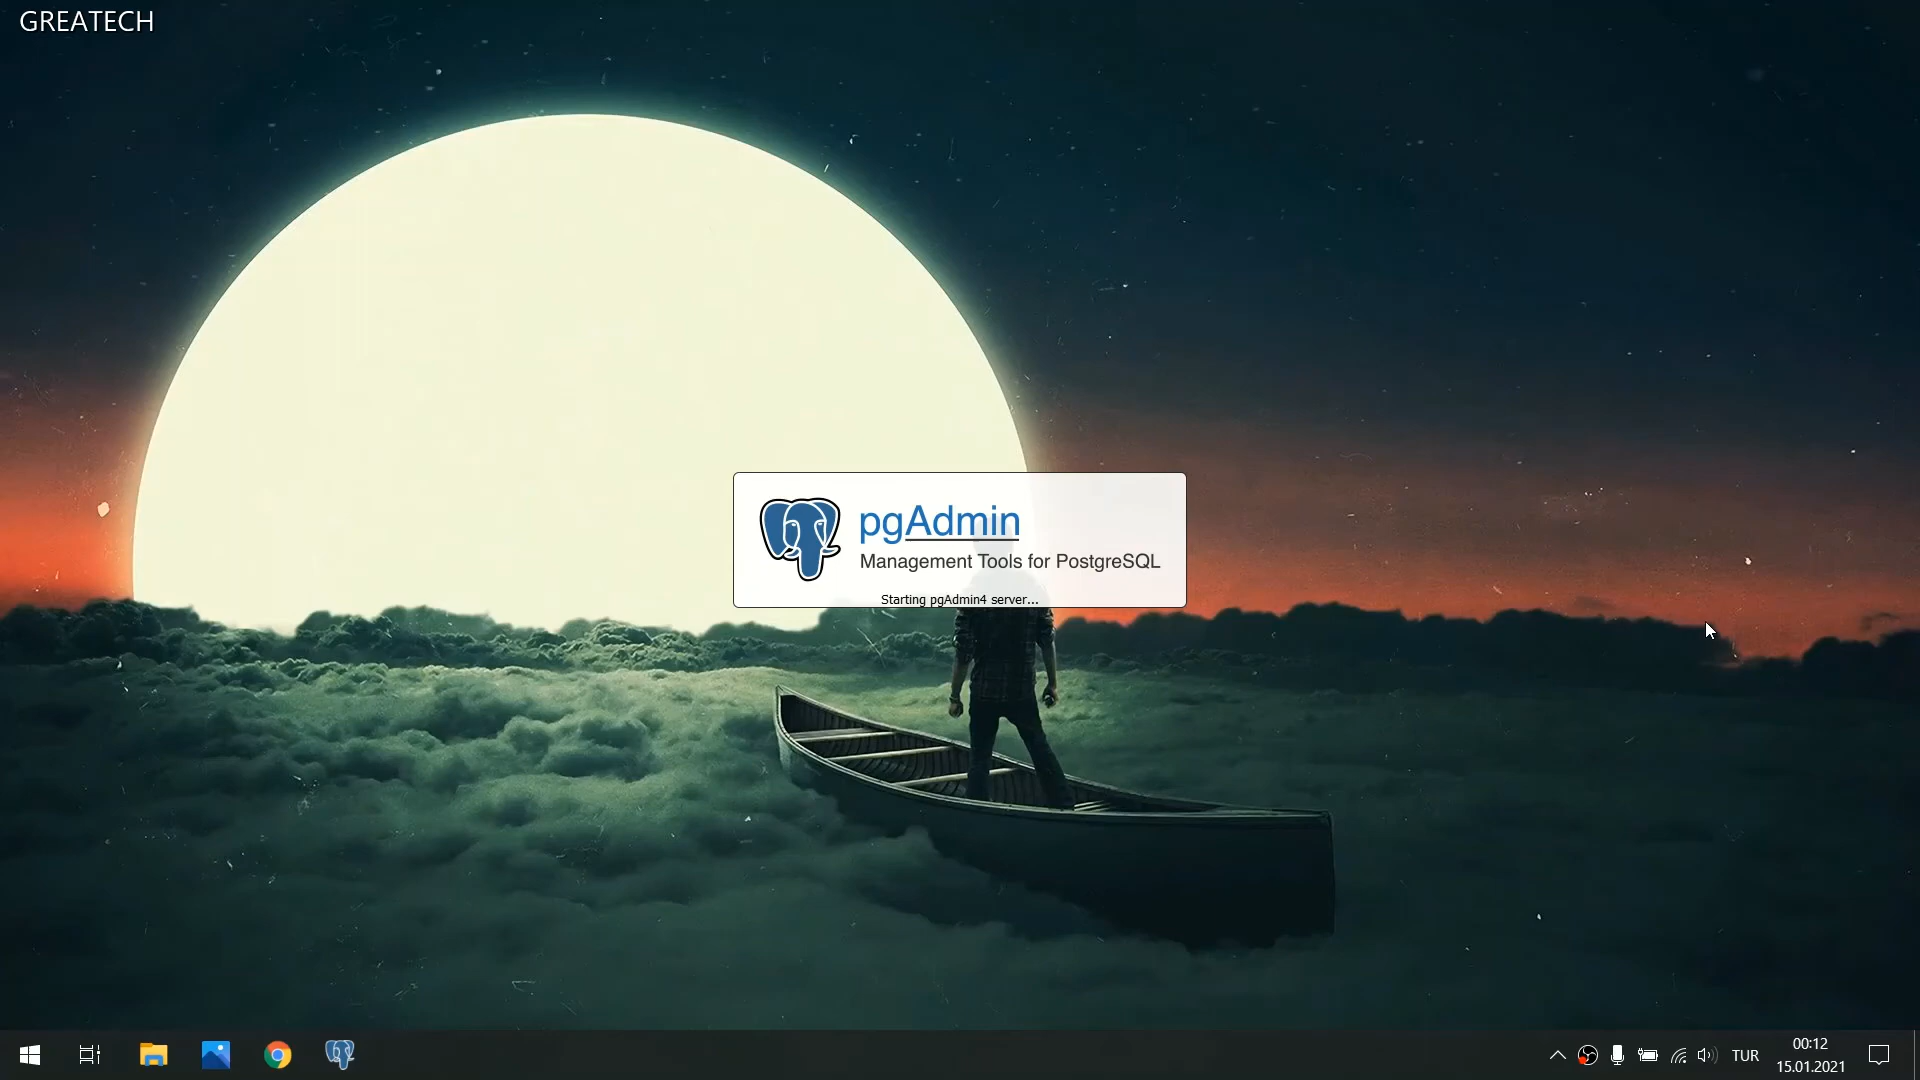 GREATECH
pgAdmin
Management Tools for PostgreSQL
Starting pgAdmin4 server...
TUR
00:12
15.01.2021